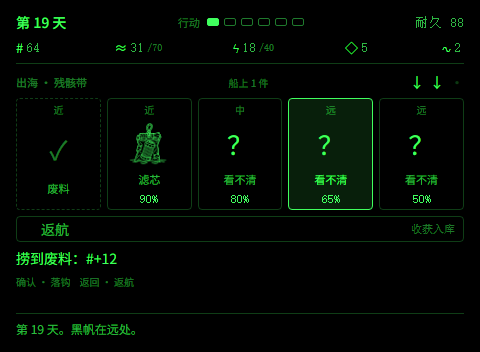 第 19 天 行动 耐久 88
# 64 ≈ 31 /70 ϟ 18 /40 ◇ 5 ∿ 2
出海 · 残骸带 船上 1 件 ↓ ↓
近 近 中 远 远
✓ ? ? ?
废料 滤芯 看不清 看不清 看不清
90% 80% 65% 50%
返航 收获入库
捞到废料：#+12
确认 · 落钩 返回 · 返航
第 19 天。黑帆在远处。